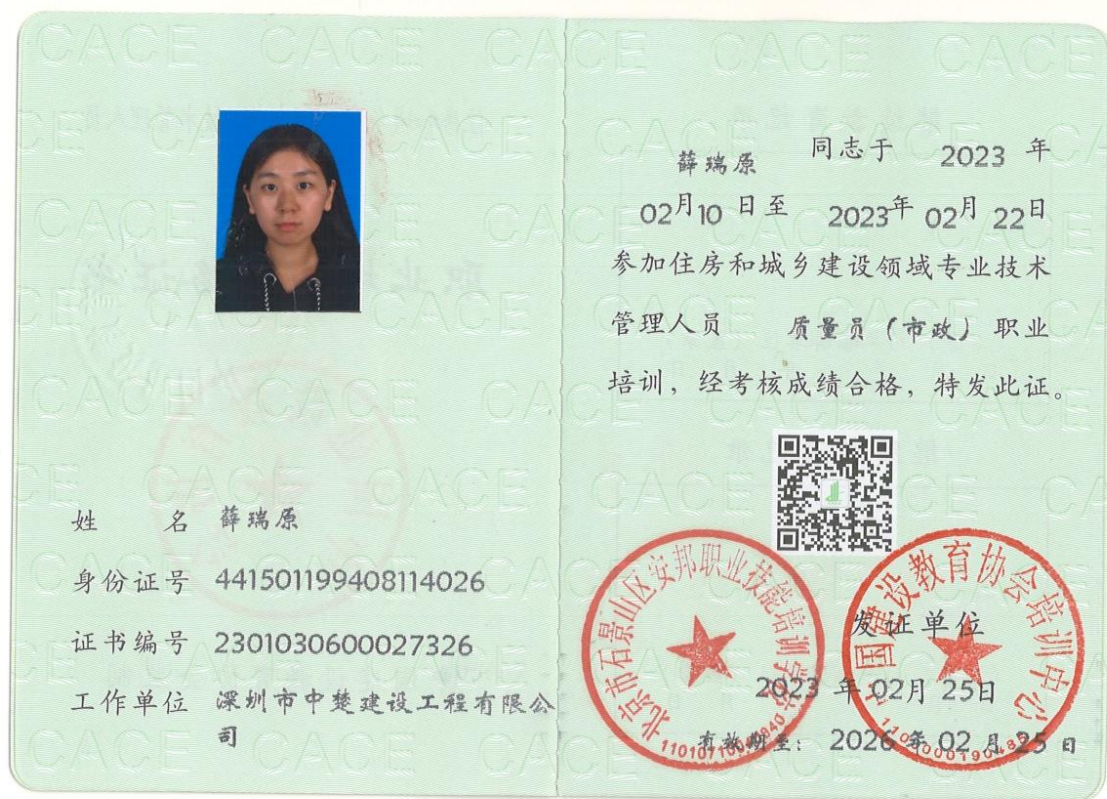 姓 名 薛瑞原
身份证号 441501199408114026
证书编号 2301030600027326
工作单位 深圳市中楚建设工程有限公
司
薛瑞原 同志于 2023 年
02月10 日至 2023年 02月 22日
参加住房和城乡建设领域专业技术
管理人员 质量员（市政）职业
培训，经考核成绩合格，特发此证。
北京市石景山区安邦职业技能培训学校
中国建设教育协会培训中心
发证单位
2023 年 02月 25日
有效期至： 2026 年 02 月 25 日
CACE